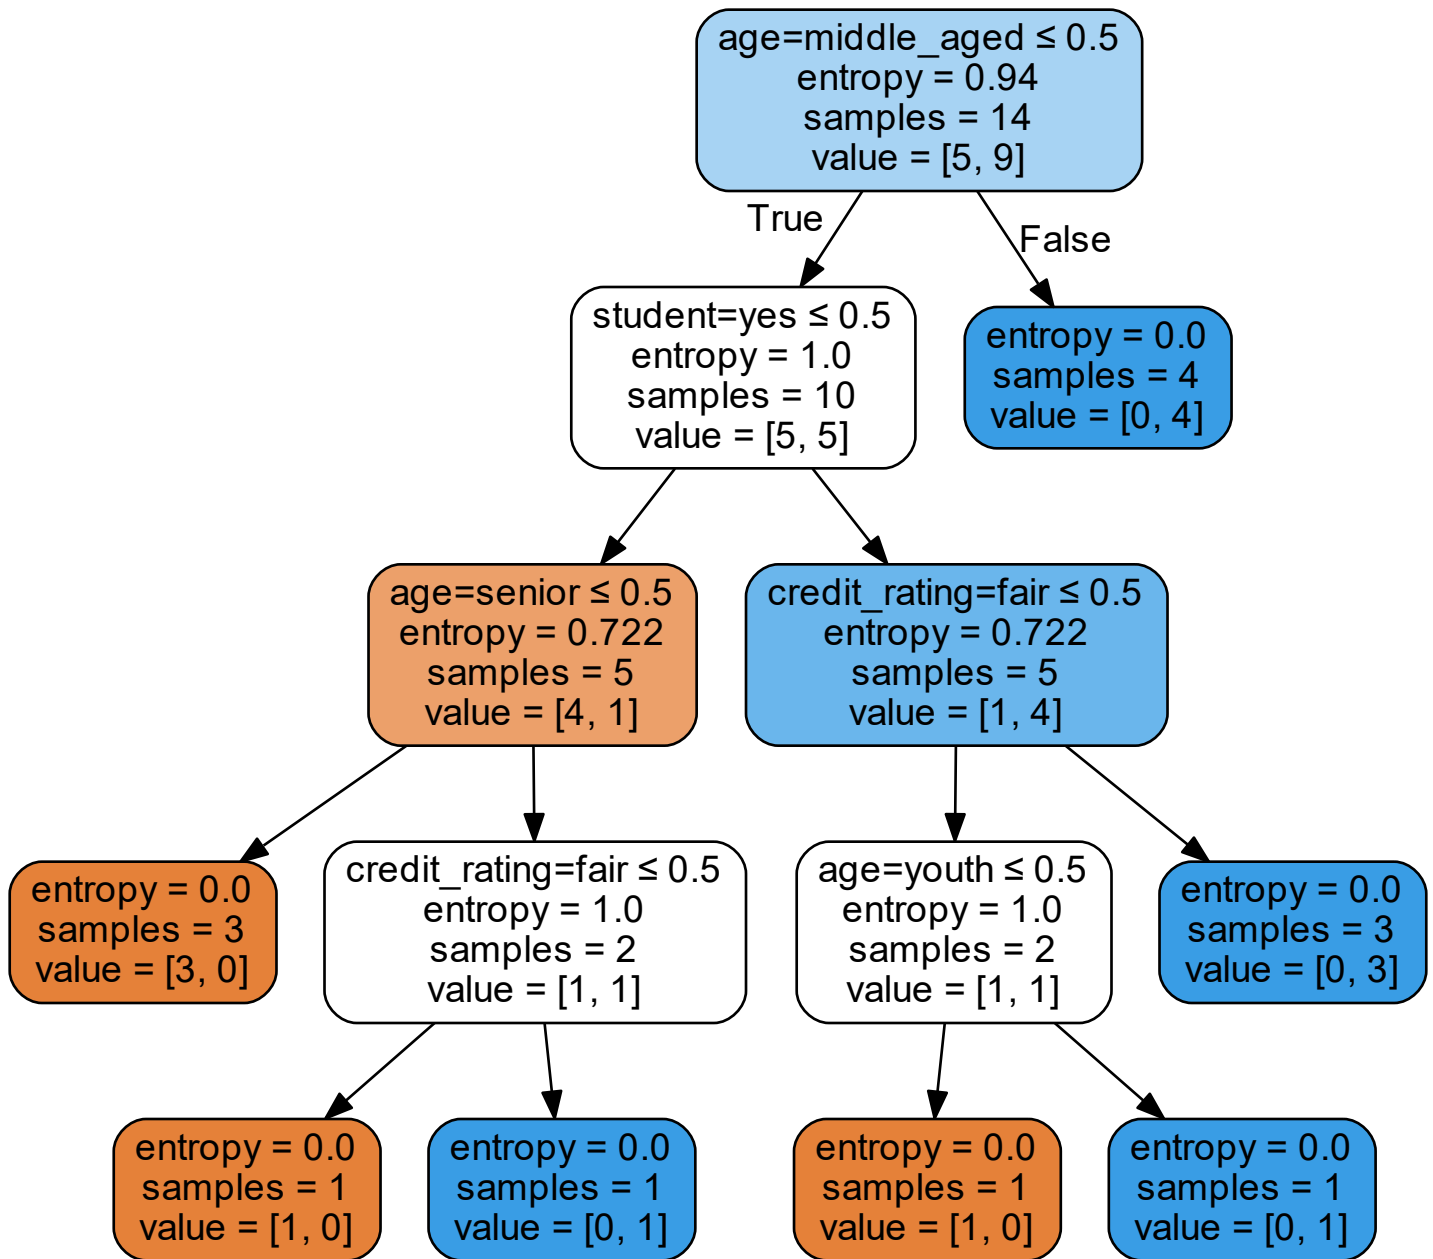 age=middle_aged ≤ 0.5
entropy = 0.94
samples = 14
value = [5, 9]
True
False
student=yes ≤ 0.5
entropy = 1.0
samples = 10
value = [5, 5]
entropy = 0.0
samples = 4
value = [0, 4]
age=senior ≤ 0.5
entropy = 0.722
samples = 5
value = [4, 1]
credit_rating=fair ≤ 0.5
entropy = 0.722
samples = 5
value = [1, 4]
entropy = 0.0
samples = 3
value = [3, 0]
credit_rating=fair ≤ 0.5
entropy = 1.0
samples = 2
value = [1, 1]
age=youth ≤ 0.5
entropy = 1.0
samples = 2
value = [1, 1]
entropy = 0.0
samples = 3
value = [0, 3]
entropy = 0.0
samples = 1
value = [1, 0]
entropy = 0.0
samples = 1
value = [0, 1]
entropy = 0.0
samples = 1
value = [1, 0]
entropy = 0.0
samples = 1
value = [0, 1]